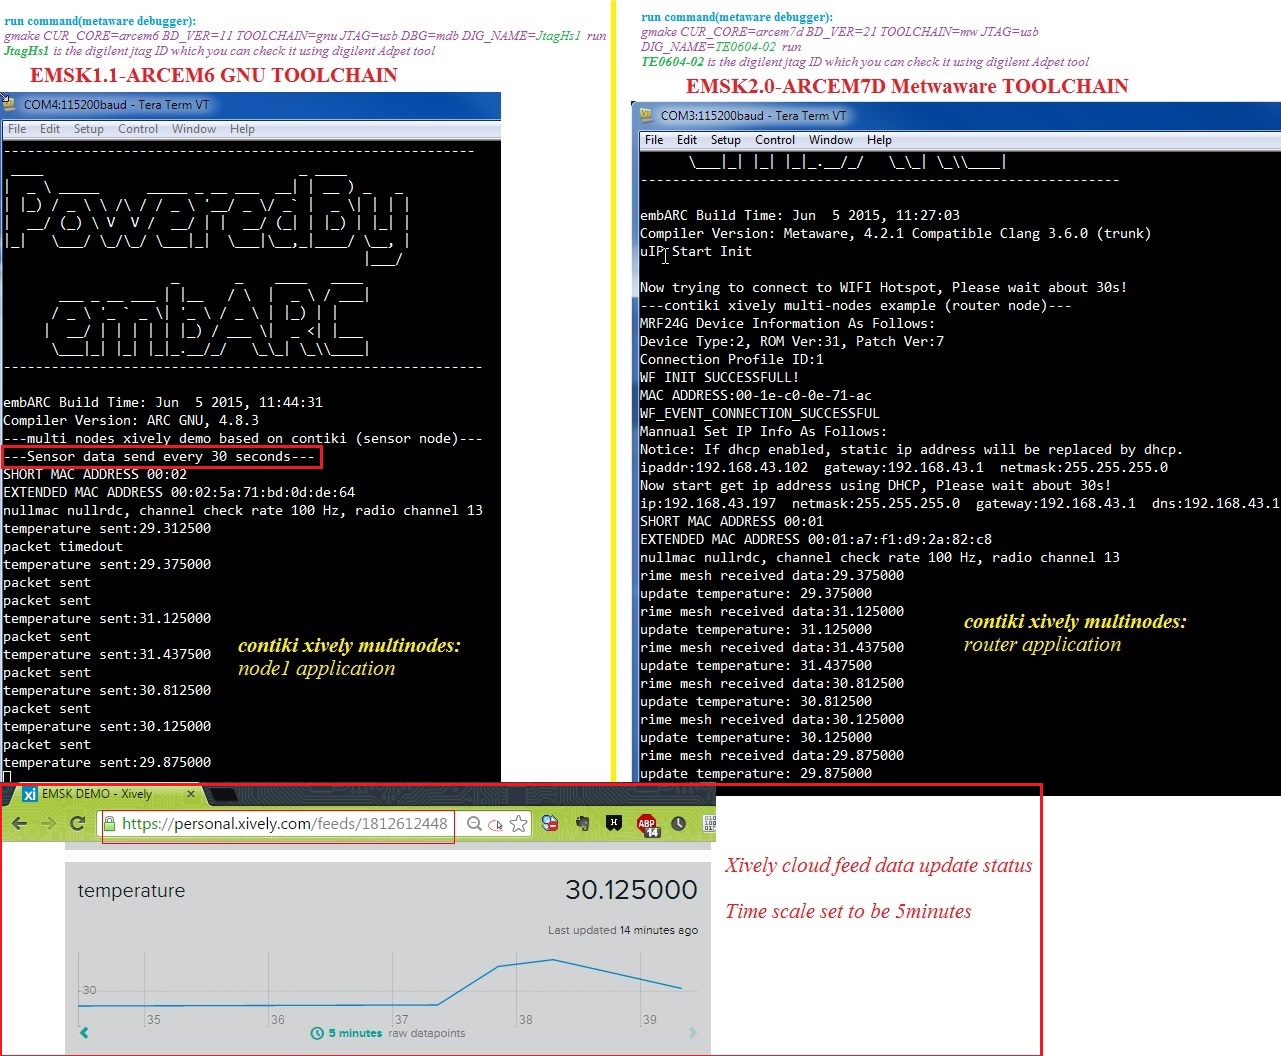 run command(metaware debugger):
gmake CUR_CORE=arcem6 BD_VER=11 TOOLCHAIN=gnu JTAG=usb DBG=mdb DIG_NAME=JtagHs1 run
JtagHs1 is the digilent jtag ID which you can check it using digilent Adpet tool
EMSK1.1-ARCEM6 GNU TOOLCHAIN
COM4:115200baud - Tera Term VT
File Edit Setup Control Window Help
Powered By
embARC
embARC Build Time: Jun 5 2015, 11:44:31
Compiler Version: ARC GNU, 4.8.3
---multi nodes xively demo based on contiki (sensor node)---
---Sensor data send every 30 seconds---
SHORT MAC ADDRESS 00:02
EXTENDED MAC ADDRESS 00:02:5a:71:bd:0d:de:64
nullmac nullrdc, channel check rate 100 Hz, radio channel 13
temperature sent:29.312500
packet timedout
temperature sent:29.375000
packet sent
packet sent
temperature sent:31.125000
packet sent
temperature sent:31.437500
packet sent
temperature sent:30.812500
packet sent
temperature sent:30.125000
packet sent
temperature sent:29.875000
contiki xively multinodes:
node1 application
run command(metaware debugger):
gmake CUR_CORE=arcem7d BD_VER=21 TOOLCHAIN=mw JTAG=usb
DIG_NAME=TE0604-02 run
TE0604-02 is the digilent jtag ID which you can check it using digilent Adpet tool
EMSK2.0-ARCEM7D Metwaware TOOLCHAIN
COM3:115200baud - Tera Term VT
File Edit Setup Control Window Help
embARC Build Time: Jun 5 2015, 11:27:03
Compiler Version: Metaware, 4.2.1 Compatible Clang 3.6.0 (trunk)
uIP Start Init
Now trying to connect to WIFI Hotspot, Please wait about 30s!
---contiki xively multi-nodes example (router node)---
MRF24G Device Information As Follows:
Device Type:2, ROM Ver:31, Patch Ver:7
Connection Profile ID:1
WF INIT SUCCESSFULL!
MAC ADDRESS:00-1e-c0-0e-71-ac
WF_EVENT_CONNECTION_SUCCESSFUL
Mannual Set IP Info As Follows:
Notice: If dhcp enabled, static ip address will be replaced by dhcp.
ipaddr:192.168.43.102 gateway:192.168.43.1 netmask:255.255.255.0
Now start get ip address using DHCP, Please wait about 30s!
ip:192.168.43.197 netmask:255.255.255.0 gateway:192.168.43.1 dns:192.168.43.1
SHORT MAC ADDRESS 00:01
EXTENDED MAC ADDRESS 00:01:a7:f1:d9:2a:82:c8
nullmac nullrdc, channel check rate 100 Hz, radio channel 13
rime mesh received data:29.375000
update temperature: 29.375000
rime mesh received data:31.125000
update temperature: 31.125000
rime mesh received data:31.437500
update temperature: 31.437500
rime mesh received data:30.812500
update temperature: 30.812500
rime mesh received data:30.125000
update temperature: 30.125000
rime mesh received data:29.875000
update temperature: 29.875000
contiki xively multinodes:
router application
xi EMSK DEMO - Xively
https://personal.xively.com/feeds/1812612448
ABP 14
temperature 30.125000
Last updated 14 minutes ago
30
35 36 37 38 39
5 minutes raw datapoints
Xively cloud feed data update status
Time scale set to be 5minutes